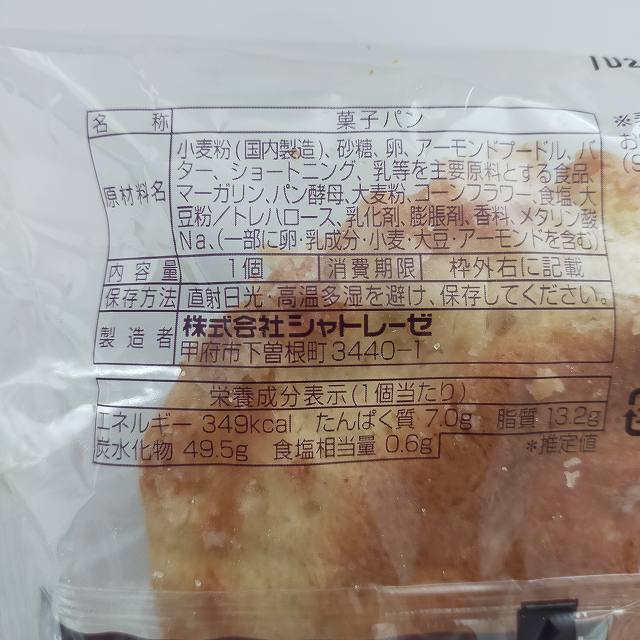 名 称 菓子パン
原材料名 小麦粉(国内製造)、砂糖、卵、アーモンドプードル、バ
ター、ショートニング、乳等を主要原料とする食品、
マーガリン、パン酵母、大麦粉、コーンフラワー、食塩、大
豆粉/トレハロース、乳化剤、膨脹剤、香料、メタリン酸
Na、(一部に卵・乳成分・小麦・大豆・アーモンドを含む)
内容量 1個 消費期限 枠外右に記載
保存方法 直射日光・高温多湿を避け、保存してください。
製造者 株式会社シャトレーゼ
甲府市下曽根町3440-1
栄養成分表示(1個当たり)
エネルギー 349kcal たんぱく質 7.0g 脂質 13.2g
炭水化物 49.5g 食塩相当量 0.6g *推定値